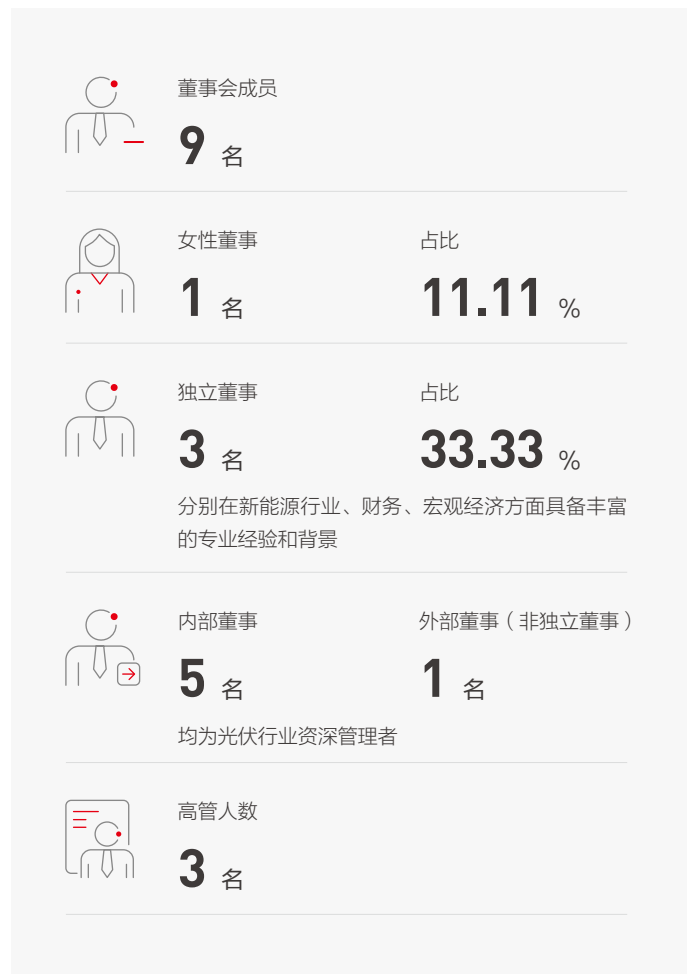 董事会成员
9 名
女性董事 占比
1 名 11.11 %
独立董事 占比
3 名 33.33 %
分别在新能源行业、财务、宏观经济方面具备丰富
的专业经验和背景
内部董事 外部董事（非独立董事）
5 名 1 名
均为光伏行业资深管理者
高管人数
3 名